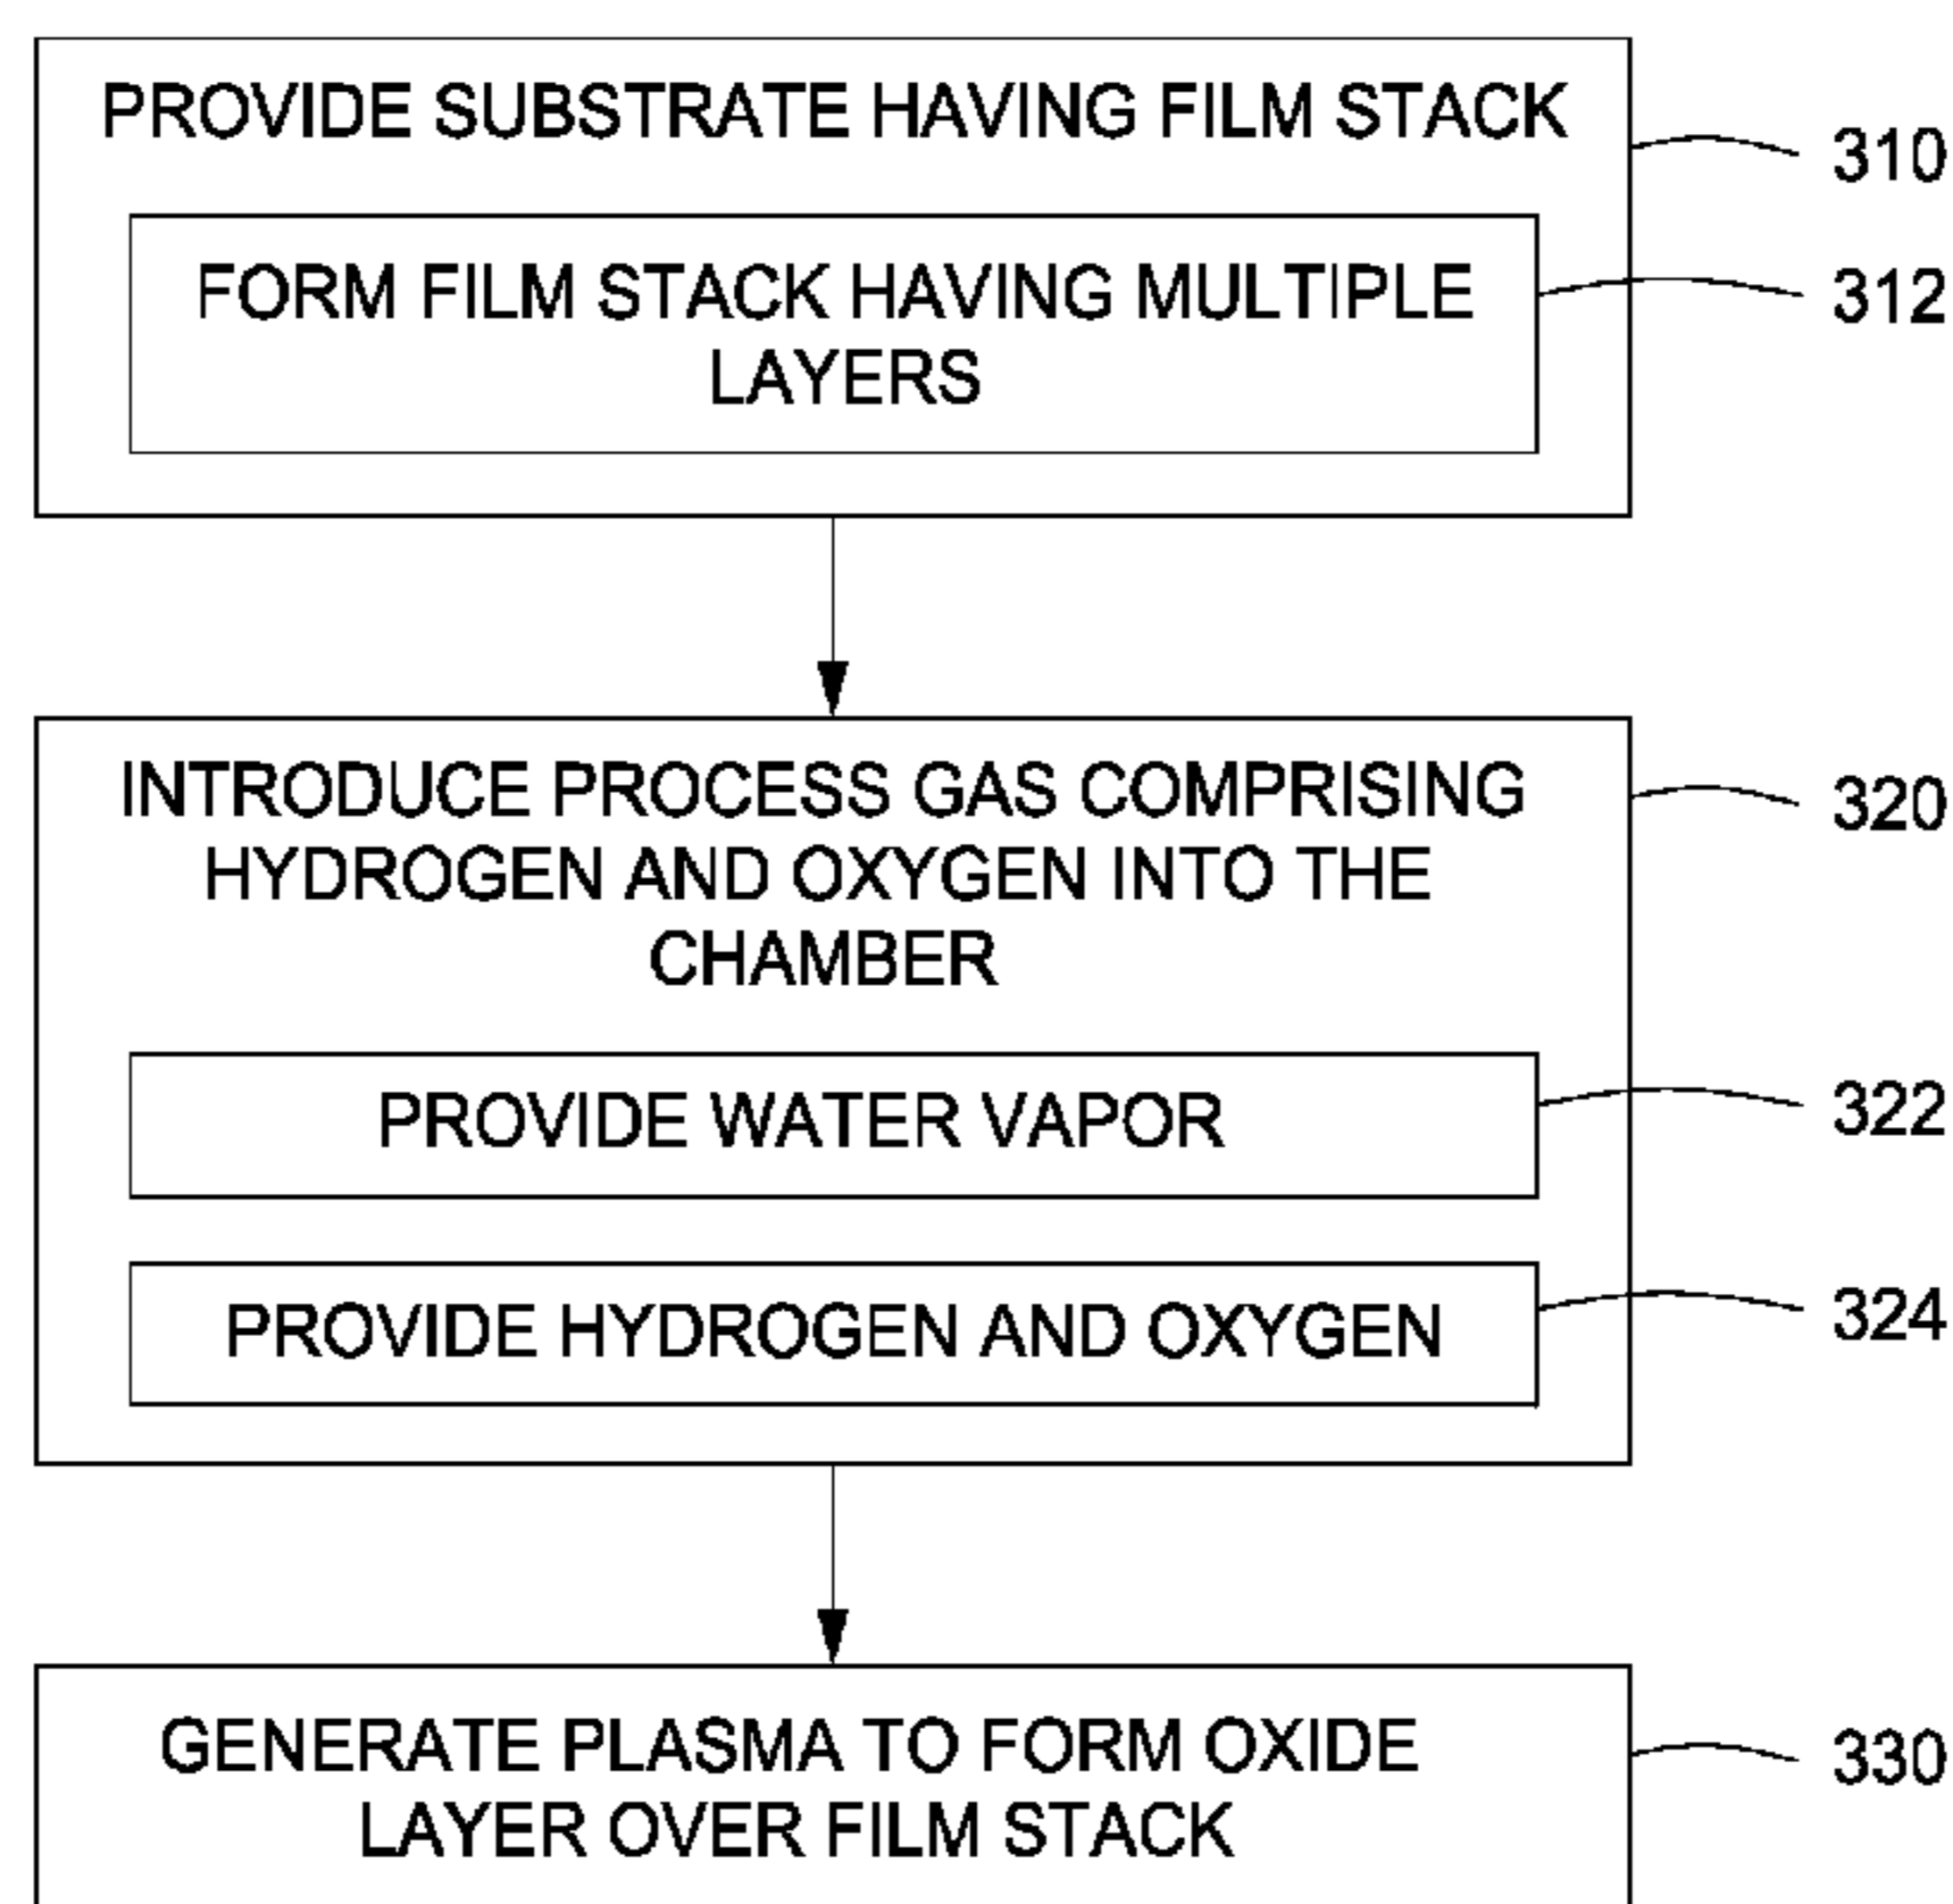 PROVIDE SUBSTRATE HAVING FILM STACK
310
FORM FILM STACK HAVING MULTIPLE
LAYERS
312
INTRODUCE PROCESS GAS COMPRISING
HYDROGEN AND OXYGEN INTO THE
CHAMBER
320
PROVIDE WATER VAPOR
322
PROVIDE HYDROGEN AND OXYGEN
324
GENERATE PLASMA TO FORM OXIDE
LAYER OVER FILM STACK
330